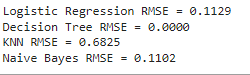 Logistic Regression RMSE = 0.1129
Decision Tree RMSE = 0.0000
KNN RMSE = 0.6825
Naive Bayes RMSE = 0.1102